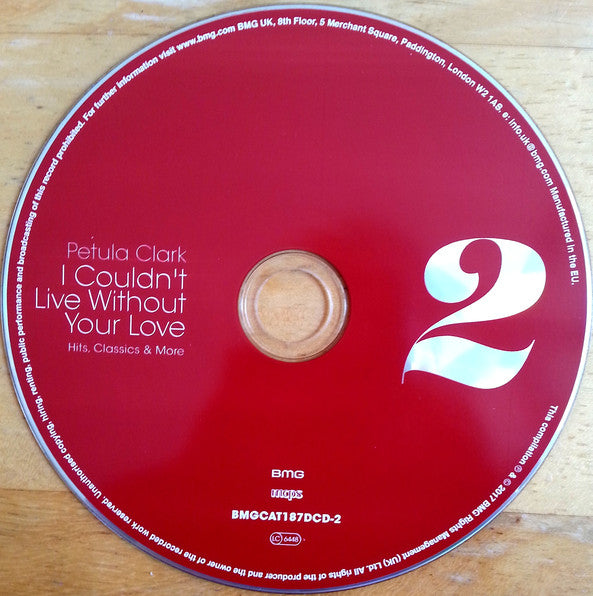 Petula Clark
I Couldn't
Live Without
Your Love
Hits, Classics & More
2
BMG
mcps
BMGCAT187DCD-2
LC 6448
This compilation ℗ & © 2017 BMG Rights Management (UK) Ltd. All rights of the producer and the owner of the recorded work reserved. Unauthorised copying, hiring, renting, public performance and broadcasting of this record prohibited. For further information visit www.bmg.com BMG UK, 8th Floor, 5 Merchant Square, Paddington, London W2 1AS. e: info.uk@bmg.com Manufactured in the EU.